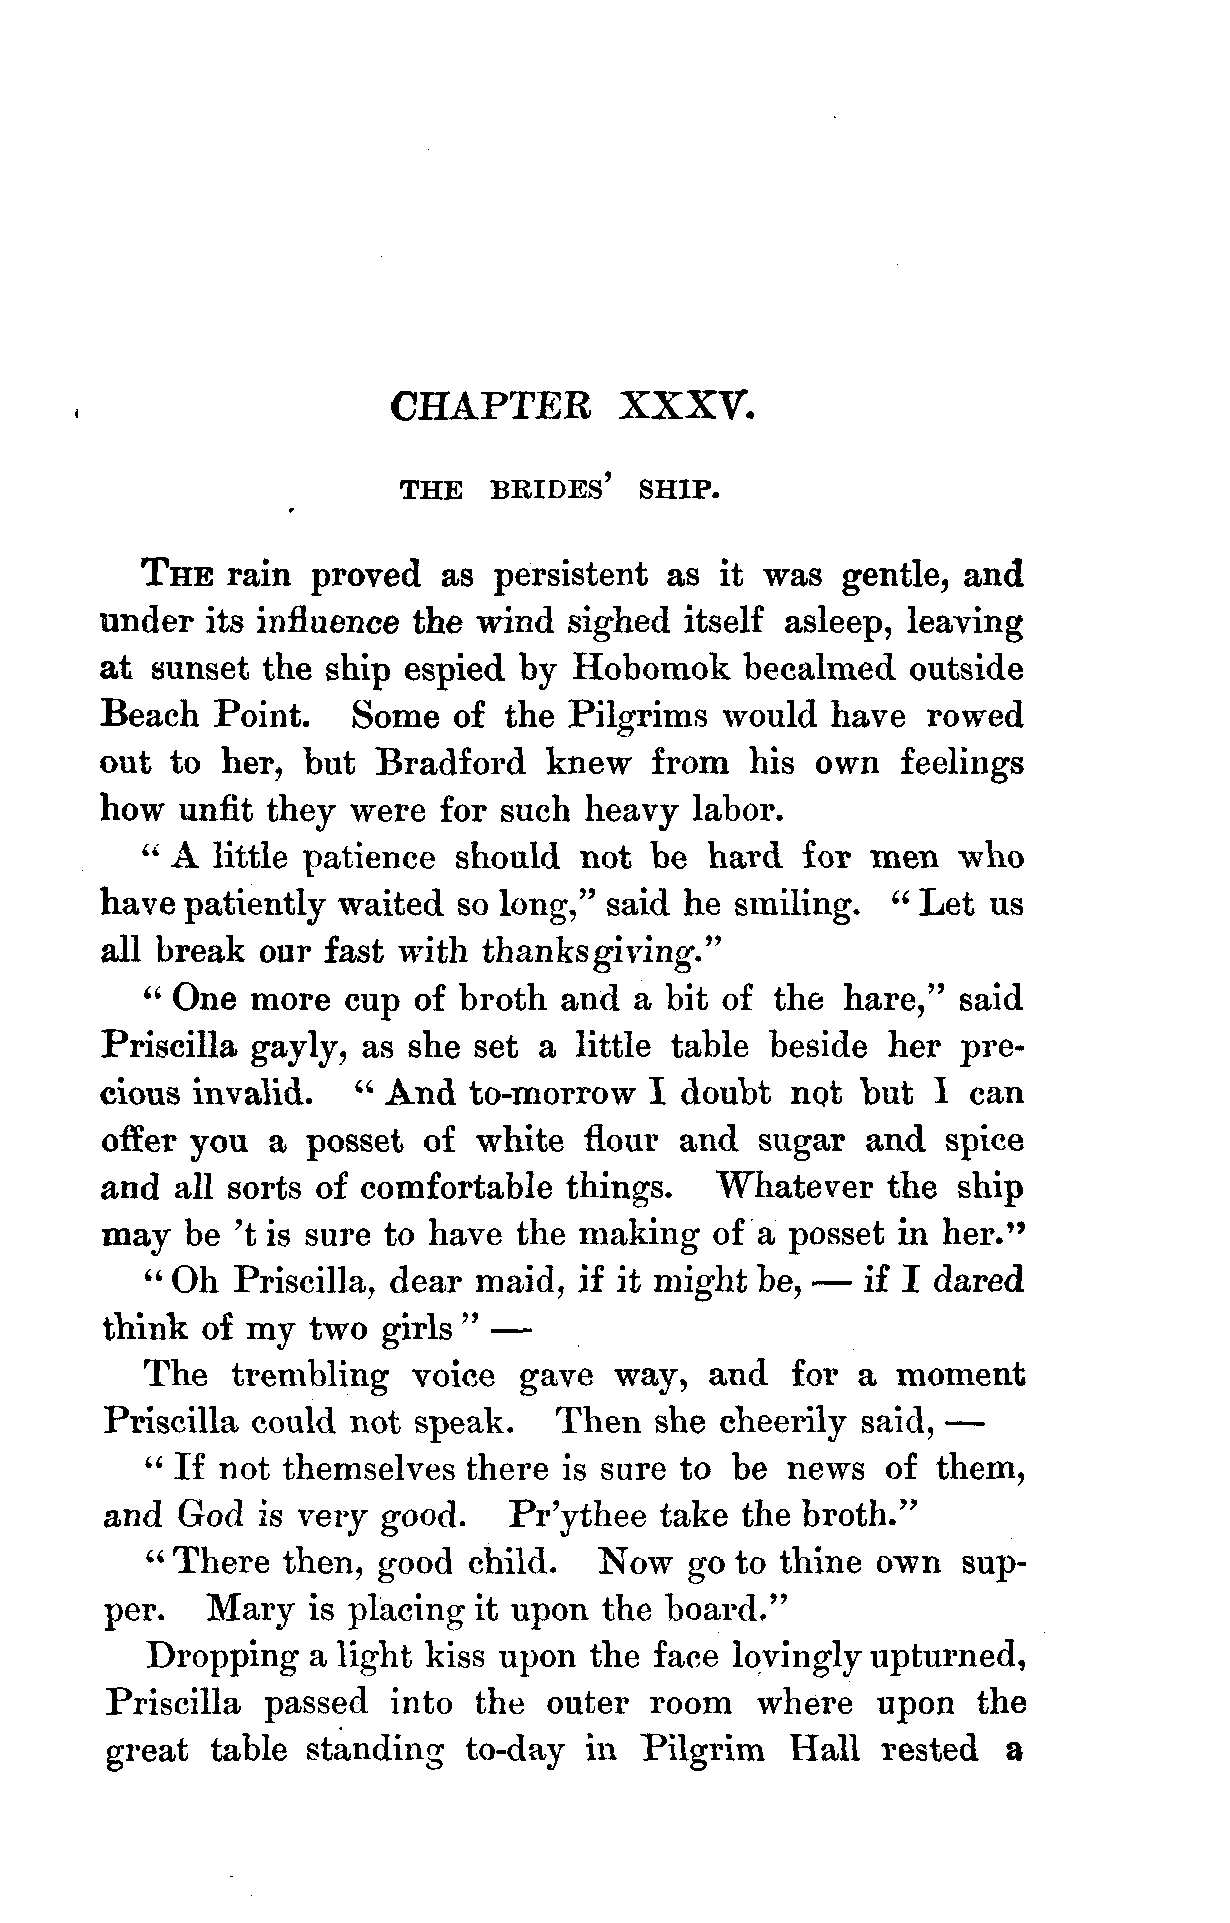 CHAPTER XXXV.
THE BRIDES' SHIP.
THE rain proved as persistent as it was gentle, and
under its influence the wind sighed itself asleep, leaving
at sunset the ship espied by Hobomok becalmed outside
Beach Point. Some of the Pilgrims would have rowed
out to her, but Bradford knew from his own feelings
how unfit they were for such heavy labor.
“ A little patience should not be hard for men who
have patiently waited so long,” said he smiling. “ Let us
all break our fast with thanksgiving.”
“ One more cup of broth and a bit of the hare,” said
Priscilla gayly, as she set a little table beside her pre-
cious invalid. “ And to-morrow I doubt not but I can
offer you a posset of white flour and sugar and spice
and all sorts of comfortable things. Whatever the ship
may be ’t is sure to have the making of a posset in her.”
“ Oh Priscilla, dear maid, if it might be, — if I dared
think of my two girls ” —
The trembling voice gave way, and for a moment
Priscilla could not speak. Then she cheerily said, —
“ If not themselves there is sure to be news of them,
and God is very good. Pr’ythee take the broth.”
“ There then, good child. Now go to thine own sup-
per. Mary is placing it upon the board.”
Dropping a light kiss upon the face lovingly upturned,
Priscilla passed into the outer room where upon the
great table standing to-day in Pilgrim Hall rested a